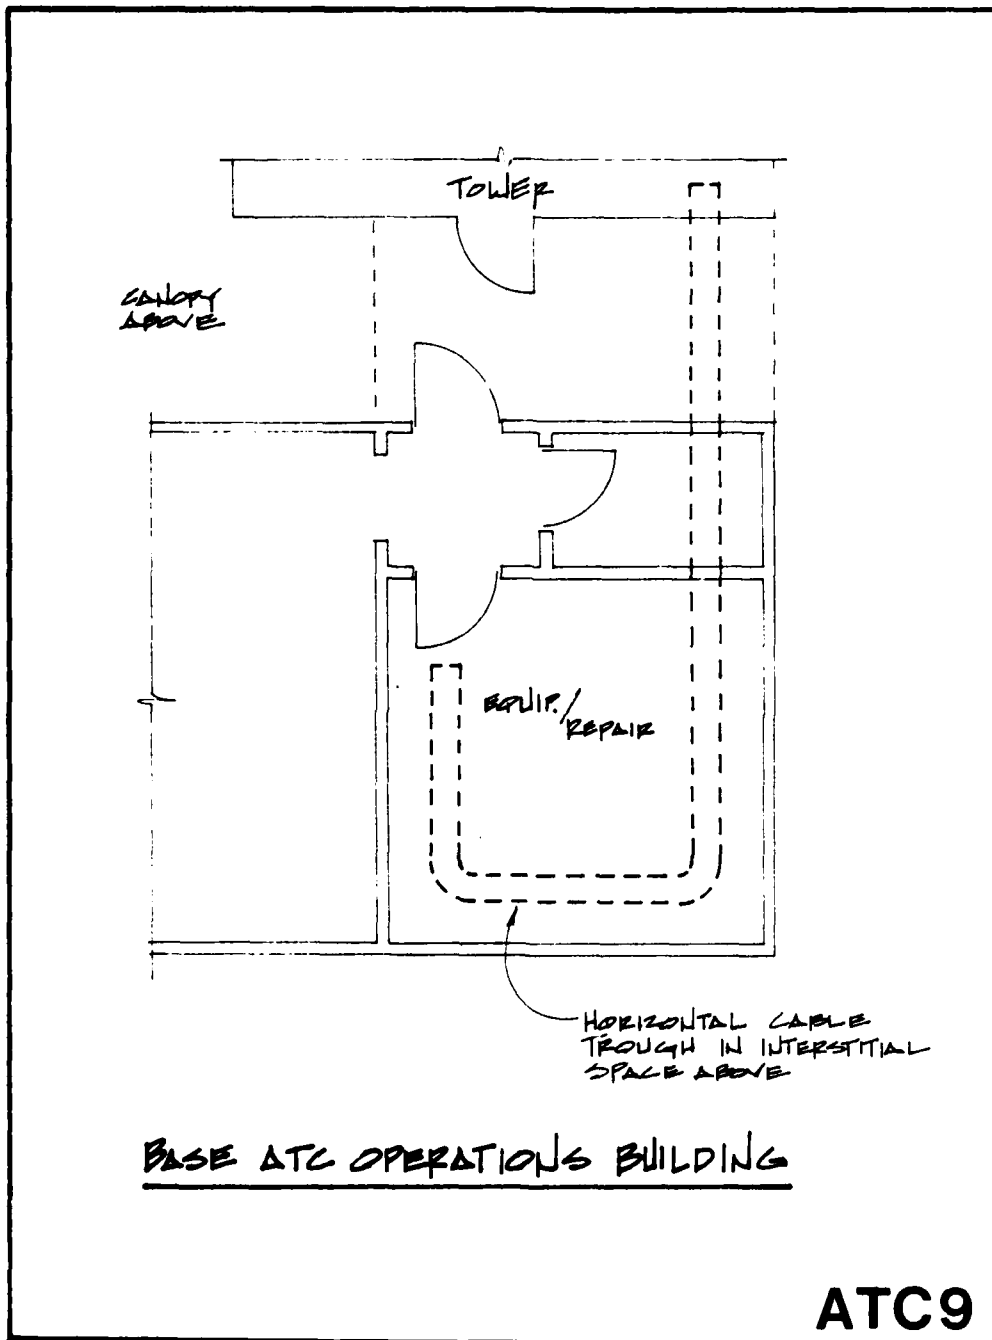 TOWER
CANOPY
ABOVE
EQUIP./
REPAIR
HORIZONTAL CABLE
TROUGH IN INTERSTITIAL
SPACE ABOVE
BASE ATC OPERATIONS BUILDING
ATC9